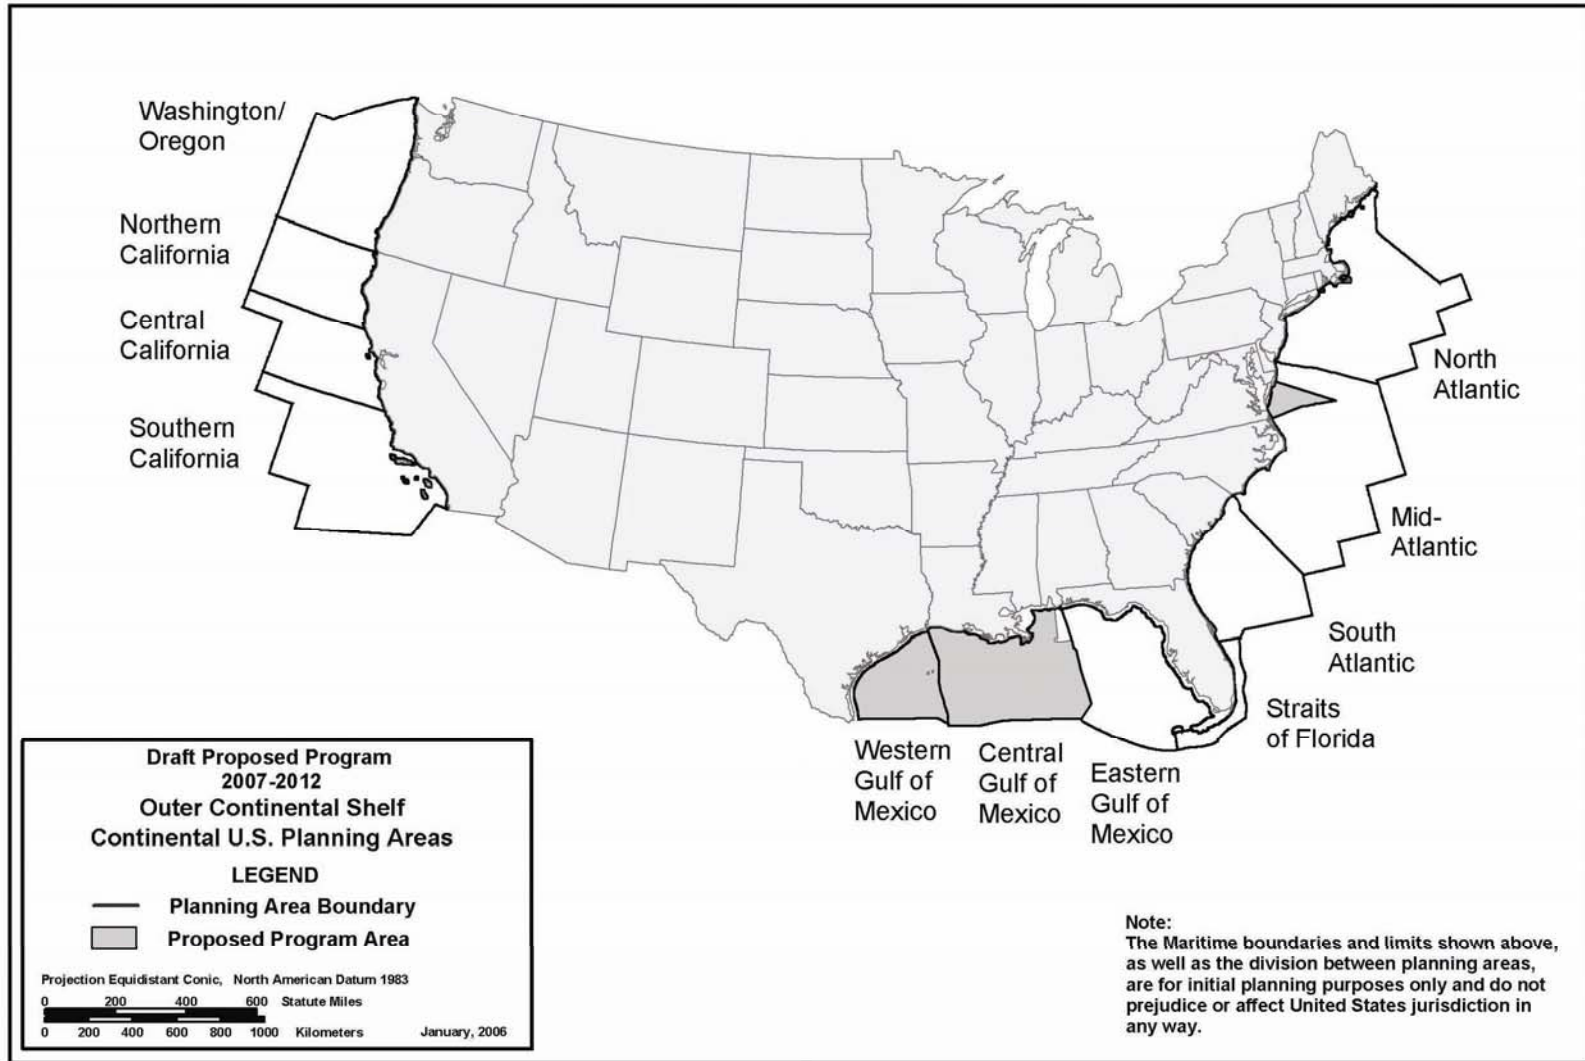 Washington/
Oregon
Northern
California
Central
California
Southern
California
North
Atlantic
Mid-
Atlantic
South
Atlantic
Straits
of Florida
Western
Gulf of
Mexico
Central
Gulf of
Mexico
Eastern
Gulf of
Mexico
Draft Proposed Program
2007-2012
Outer Continental Shelf
Continental U.S. Planning Areas
LEGEND
Planning Area Boundary
Proposed Program Area
Projection Equidistant Conic, North American Datum 1983
0 200 400 600 Statute Miles
0 200 400 600 800 1000 Kilometers January, 2006
Note:
The Maritime boundaries and limits shown above,
as well as the division between planning areas,
are for initial planning purposes only and do not
prejudice or affect United States jurisdiction in
any way.